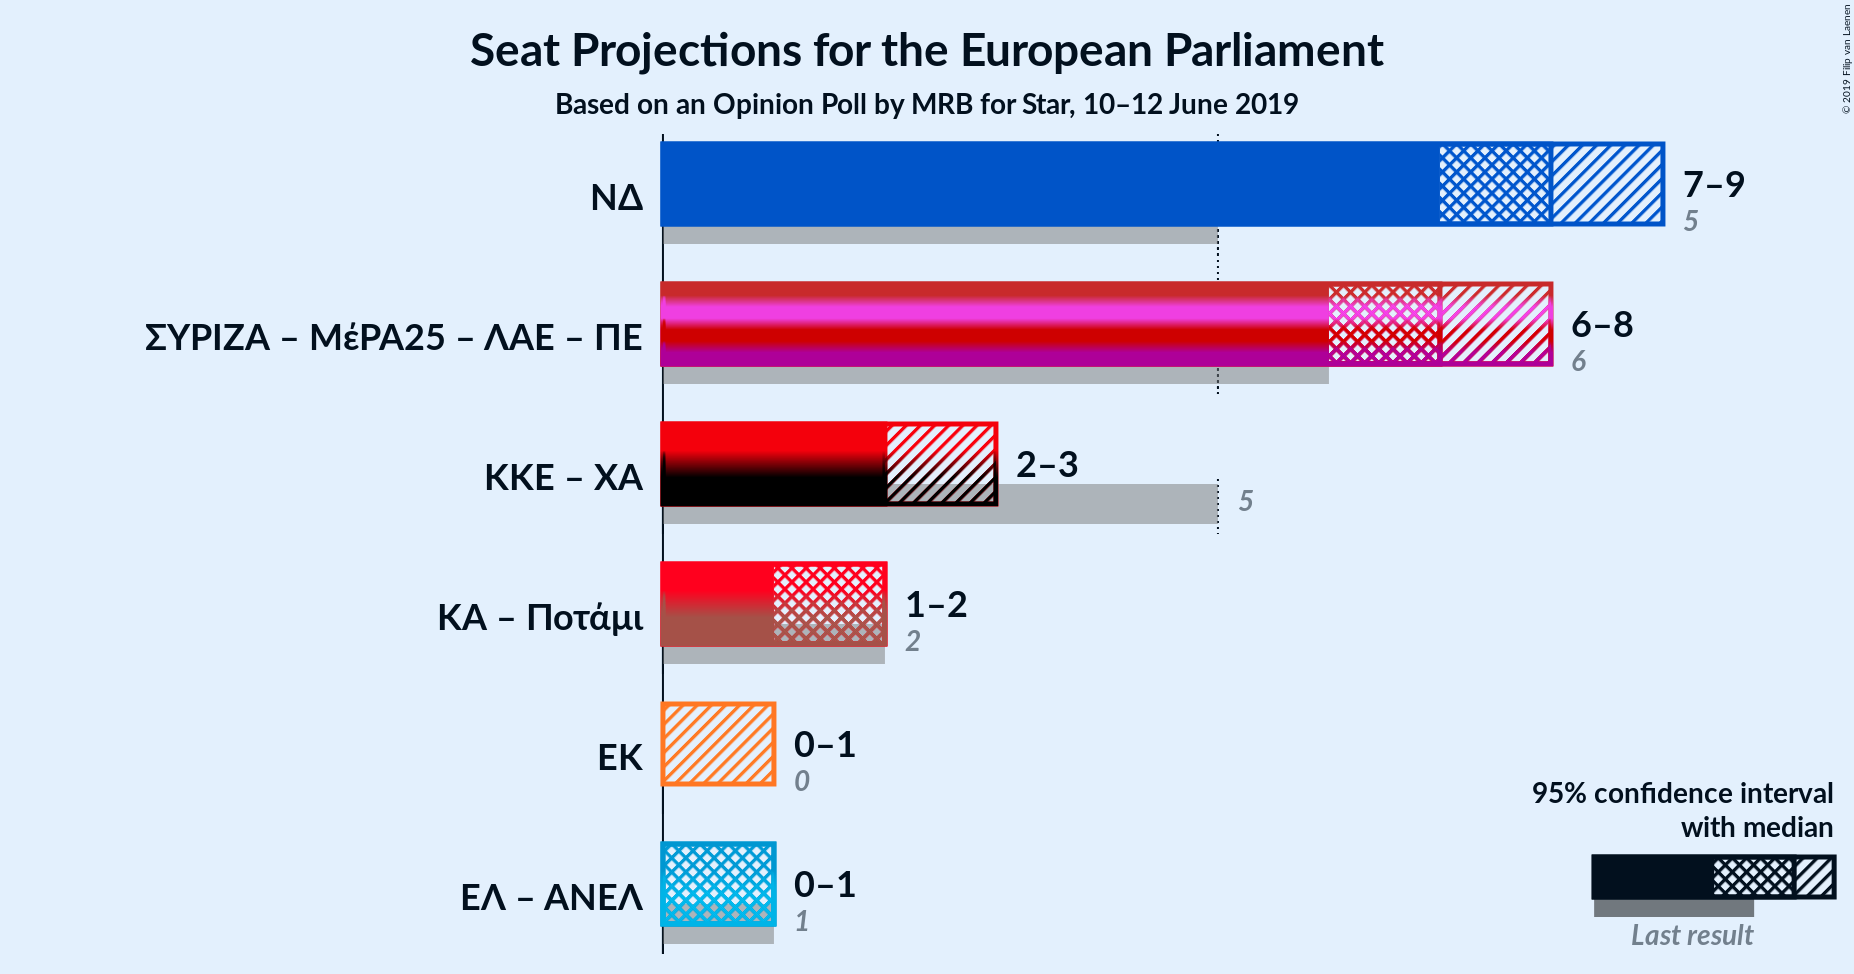 Seat Projections for the European Parliament
Based on an Opinion Poll by MRB for Star, 10–12 June 2019
© 2019 Filip van Laenen
ΝΔ
7–9
5
ΣΥΡΙΖΑ – ΜέΡΑ25 – ΛΑΕ – ΠΕ
6–8
6
ΚΚΕ – ΧΑ
2–3
5
ΚΑ – Ποτάμι
1–2
2
ΕΚ
0–1
0
ΕΛ – ΑΝΕΛ
0–1
1
95% confidence interval
with median
Last result